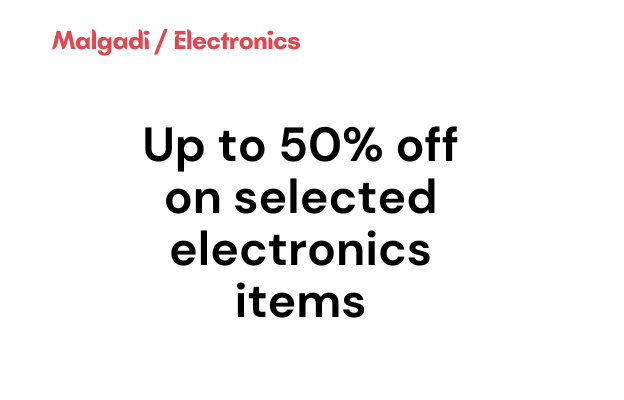 Malgadi / Electronics
Up to 50% off
on selected
electronics
items